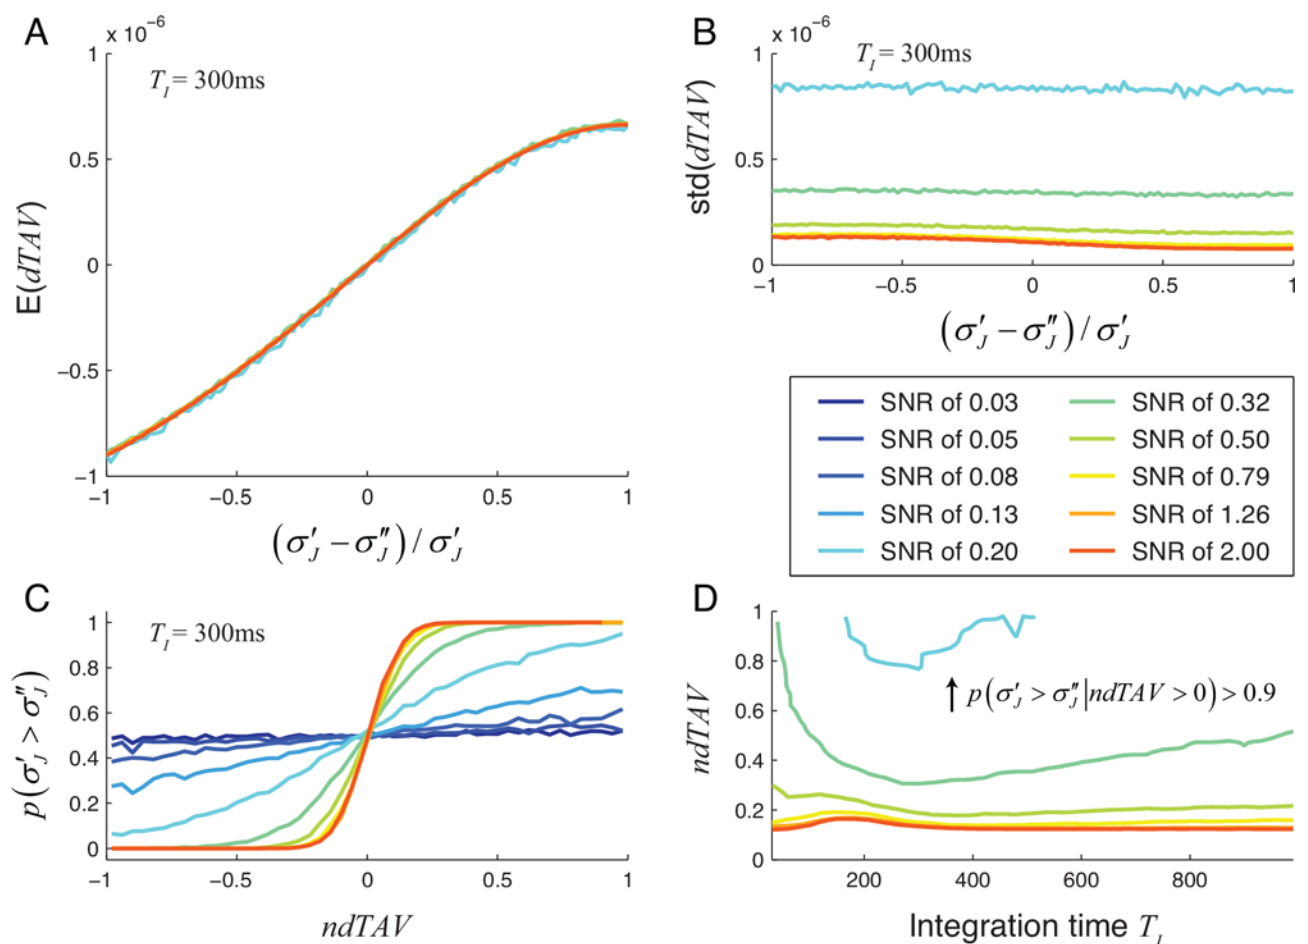 A
x 10⁻⁶
T_I = 300ms
1
0.5
0
−0.5
−1
E(dTAV)
−1 −0.5 0 0.5 1
(σ′_J − σ″_J) / σ′_J
B
x 10⁻⁶
T_I = 300ms
1
0.5
0
std(dTAV)
−1 −0.5 0 0.5 1
(σ′_J − σ″_J) / σ′_J
SNR of 0.03 SNR of 0.32
SNR of 0.05 SNR of 0.50
SNR of 0.08 SNR of 0.79
SNR of 0.13 SNR of 1.26
SNR of 0.20 SNR of 2.00
C
T_I = 300ms
1
0.8
0.6
0.4
0.2
0
p(σ′_J > σ″_J)
−1 −0.5 0 0.5 1
ndTAV
D
1
0.8
0.6
0.4
0.2
0
ndTAV
↑ p(σ′_J > σ″_J | ndTAV > 0) > 0.9
200 400 600 800
Integration time T_I